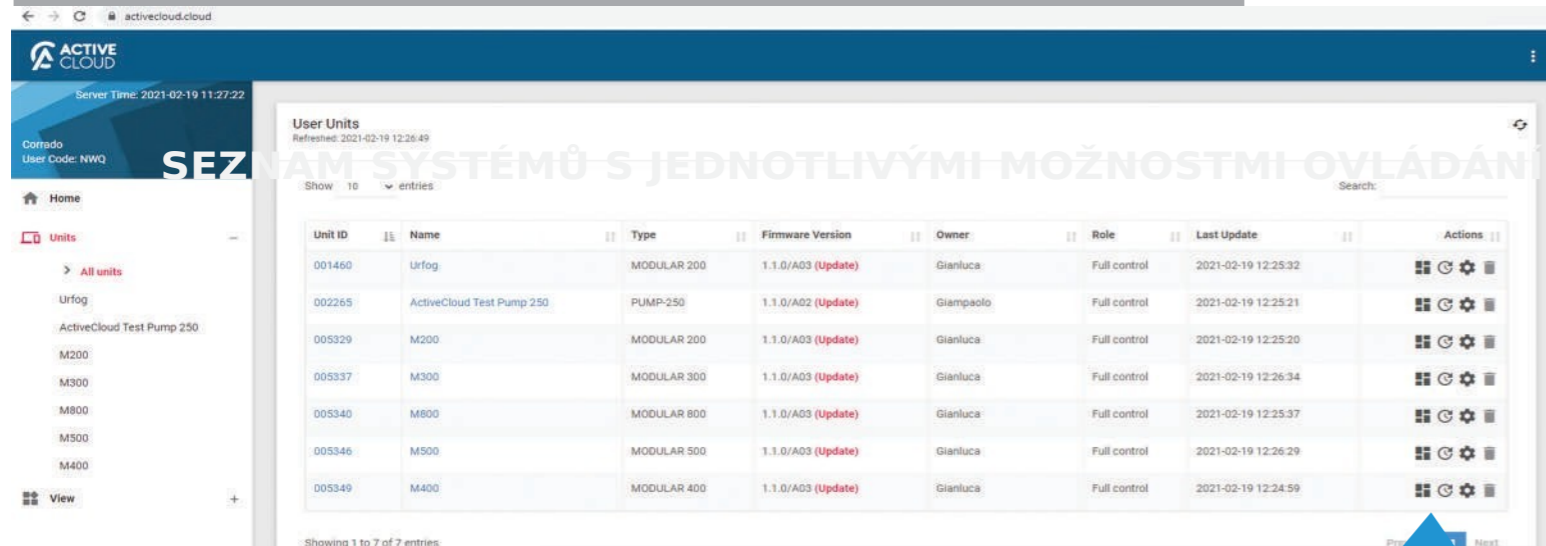 activecloud.cloud
ACTIVE
CLOUD
Server Time: 2021-02-19 11:27:22
Corrado
User Code: NWQ
SEZNAM SYSTÉMŮ S JEDNOTLIVÝMI MOŽNOSTMI OVLÁDÁNÍ
Home
Units
All units
Urfog
ActiveCloud Test Pump 250
M200
M300
M800
M500
M400
View
User Units
Refreshed: 2021-02-19 12:26:49
Show 10 entries
Search:
Unit ID Name Type Firmware Version Owner Role Last Update Actions
001460 Urfog MODULAR 200 1.1.0/A03 (Update) Gianluca Full control 2021-02-19 12:25:32
002265 ActiveCloud Test Pump 250 PUMP-250 1.1.0/A02 (Update) Giampaolo Full control 2021-02-19 12:25:21
005329 M200 MODULAR 200 1.1.0/A03 (Update) Gianluca Full control 2021-02-19 12:25:20
005337 M300 MODULAR 300 1.1.0/A03 (Update) Gianluca Full control 2021-02-19 12:26:34
005340 M800 MODULAR 800 1.1.0/A03 (Update) Gianluca Full control 2021-02-19 12:25:37
005346 M500 MODULAR 500 1.1.0/A03 (Update) Gianluca Full control 2021-02-19 12:26:29
005349 M400 MODULAR 400 1.1.0/A03 (Update) Gianluca Full control 2021-02-19 12:24:59
Showing 1 to 7 of 7 entries
1 Next